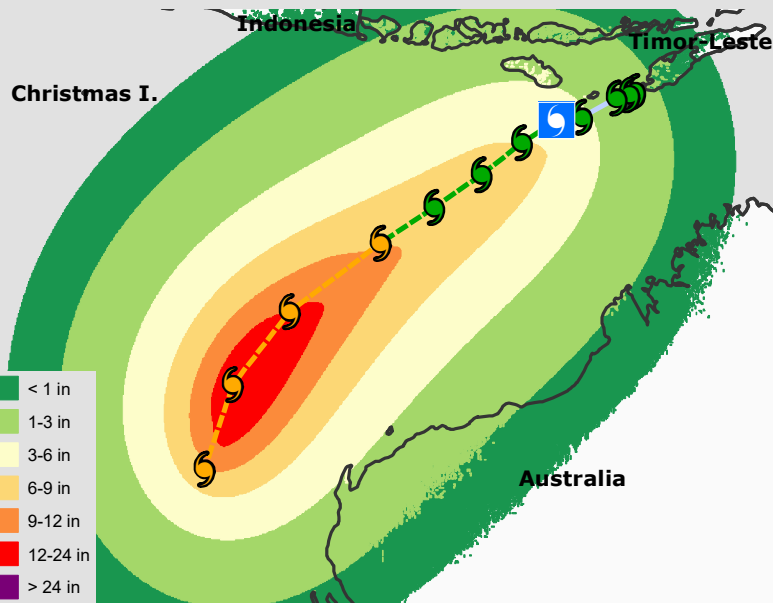 Indonesia
Timor-Leste
Christmas I.
Australia
< 1 in
1-3 in
3-6 in
6-9 in
9-12 in
12-24 in
> 24 in